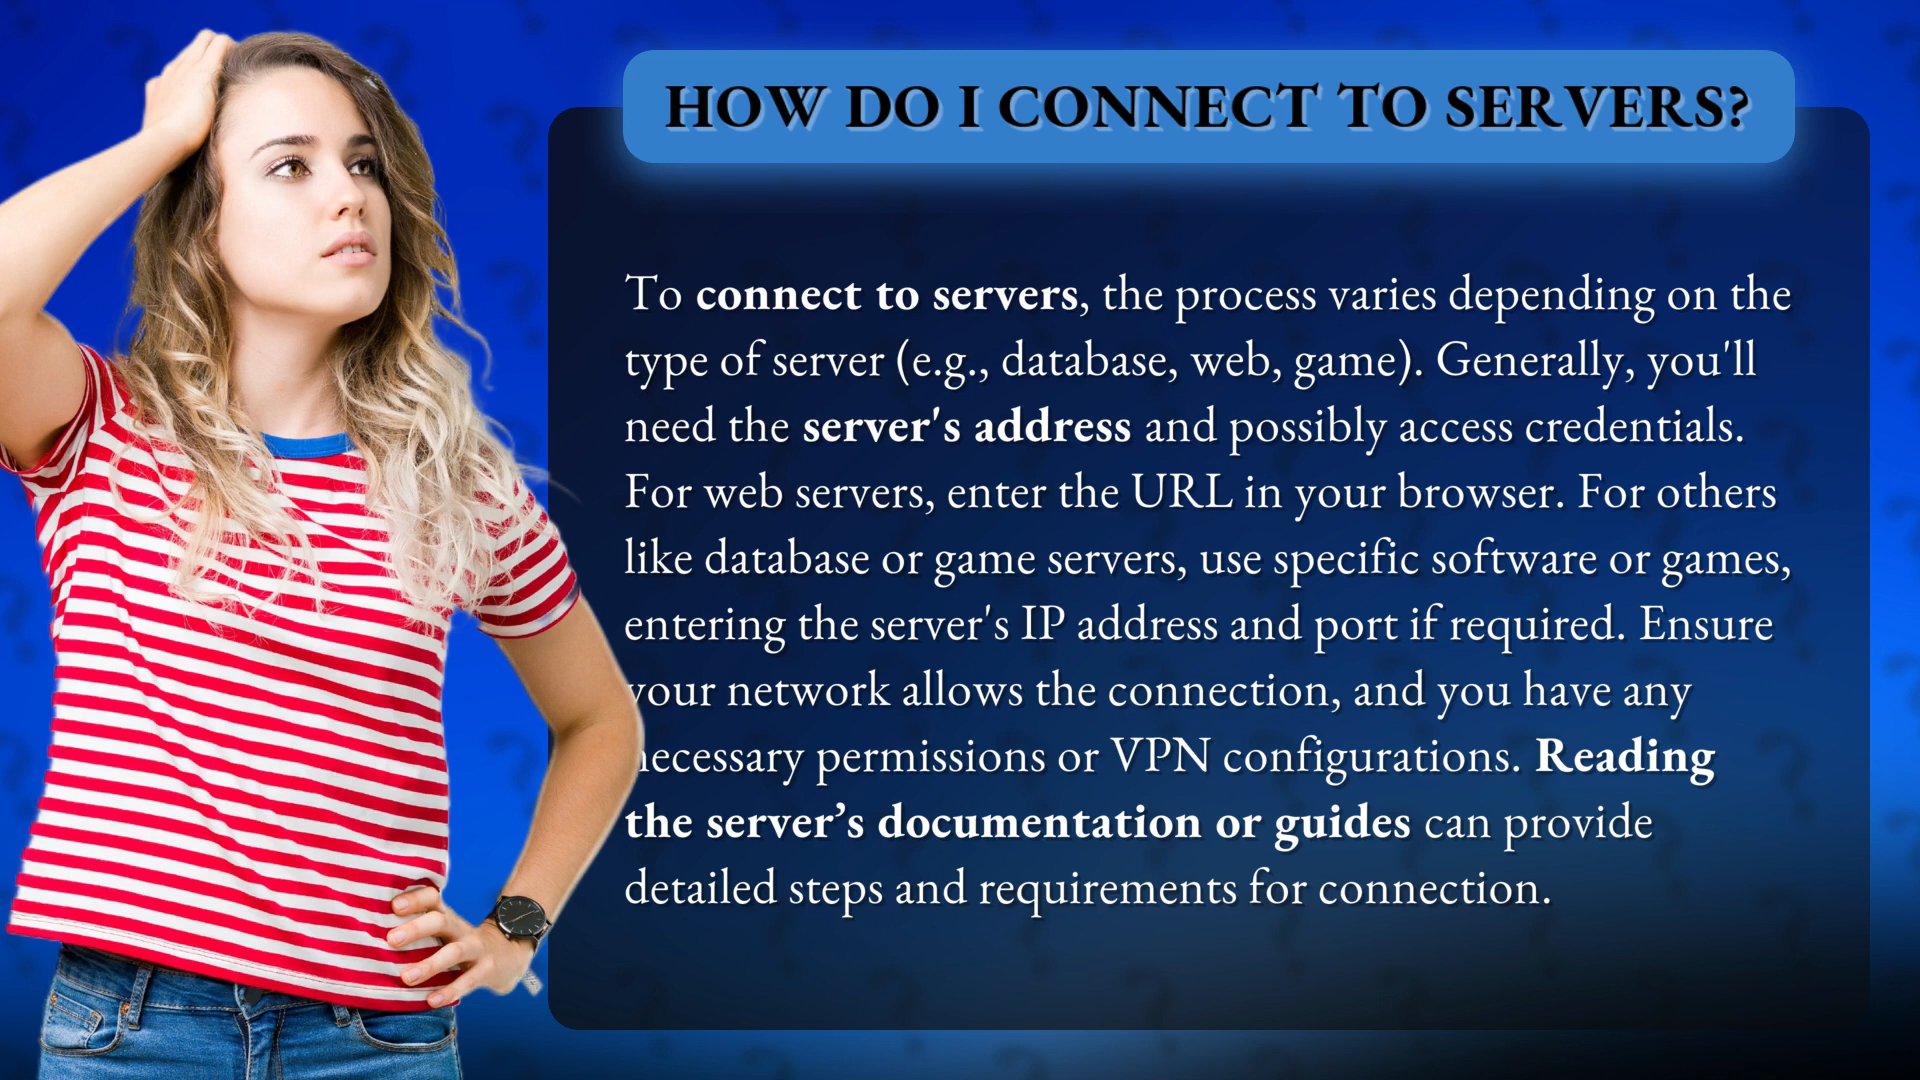 HOW DO I CONNECT TO SERVERS?
To connect to servers, the process varies depending on the
type of server (e.g., database, web, game). Generally, you'll
need the server's address and possibly access credentials.
For web servers, enter the URL in your browser. For others
like database or game servers, use specific software or games,
entering the server's IP address and port if required. Ensure
your network allows the connection, and you have any
necessary permissions or VPN configurations. Reading
the server’s documentation or guides can provide
detailed steps and requirements for connection.